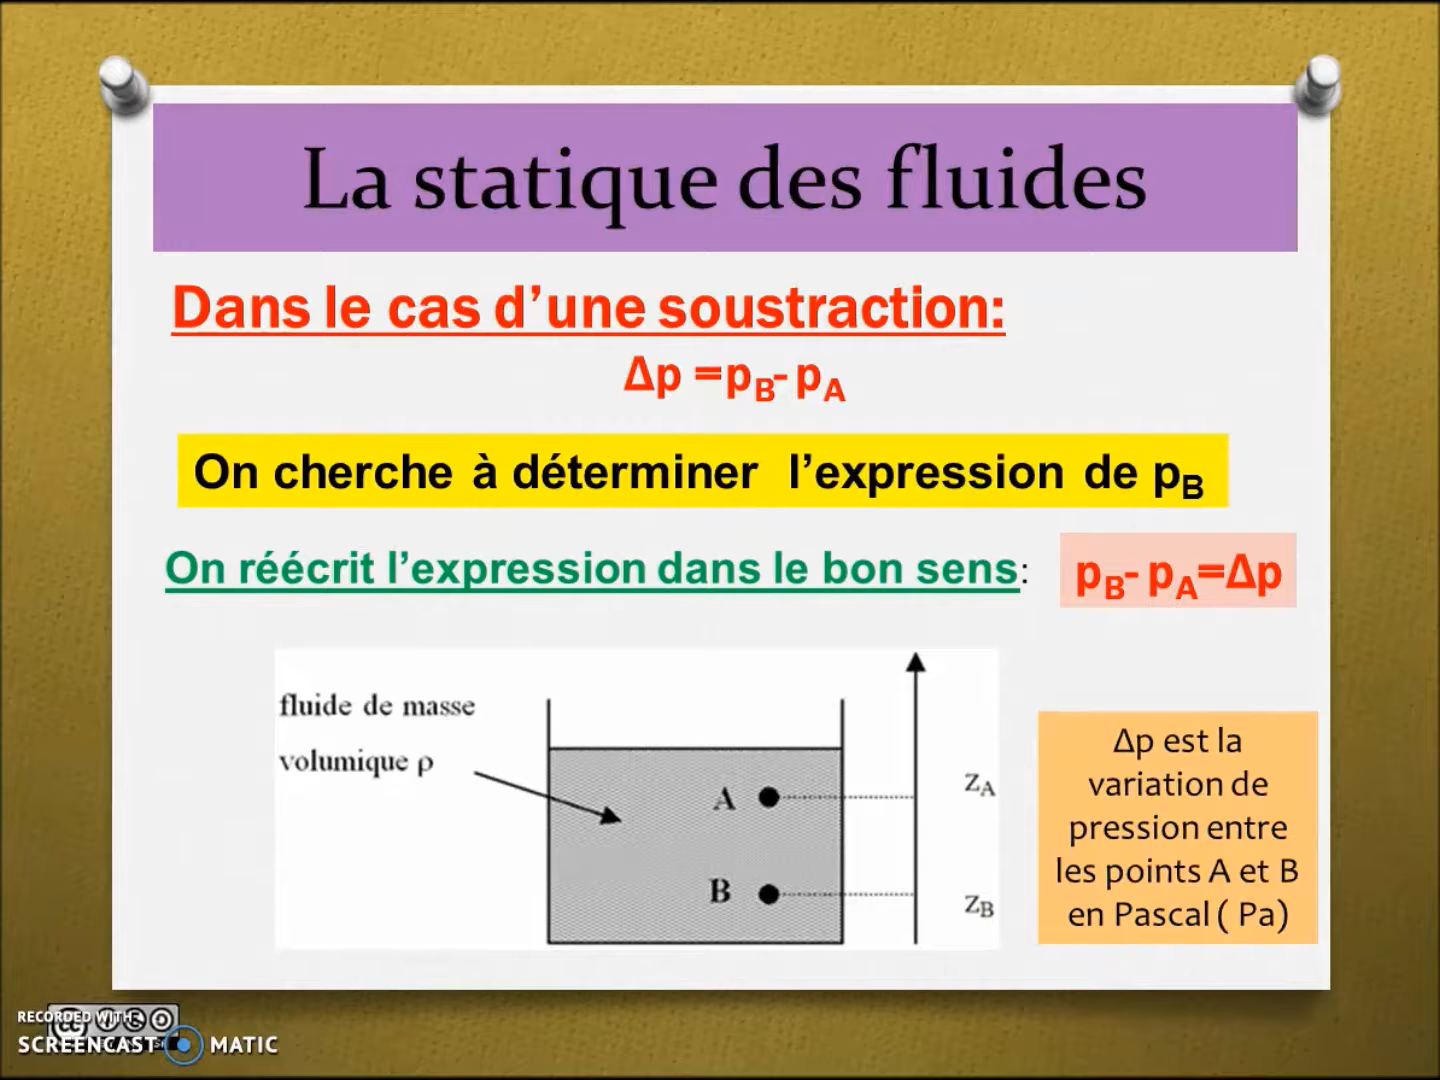 La statique des fluides
Dans le cas d’une soustraction:
Δp =pB- pA
On cherche à déterminer l’expression de pB
On réécrit l’expression dans le bon sens:
pB- pA=Δp
fluide de masse
volumique ρ
A
B
zA
zB
Δp est la
variation de
pression entre
les points A et B
en Pascal ( Pa)
RECORDED WITH
SCREENCAST MATIC